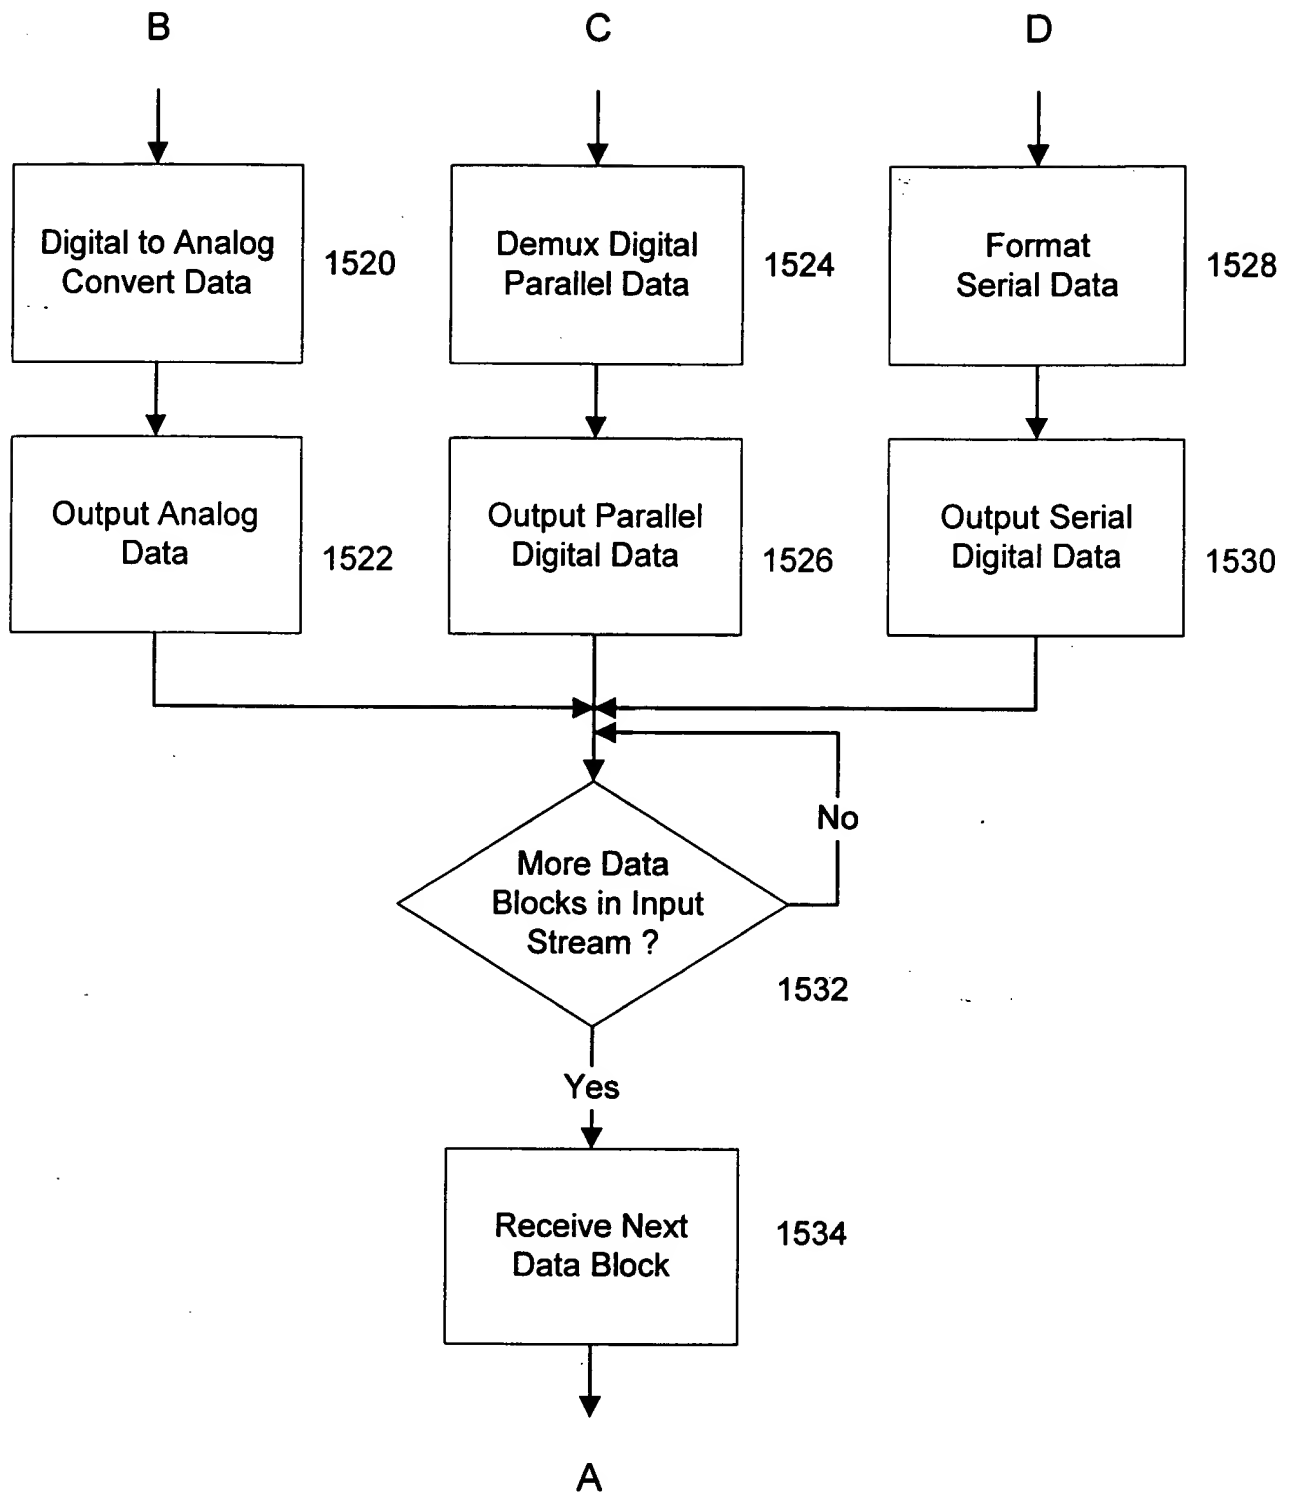 B
C
D
Digital to Analog
Convert Data
1520
Demux Digital
Parallel Data
1524
Format
Serial Data
1528
Output Analog
Data
1522
Output Parallel
Digital Data
1526
Output Serial
Digital Data
1530
No
More Data
Blocks in Input
Stream ?
1532
Yes
Receive Next
Data Block
1534
A